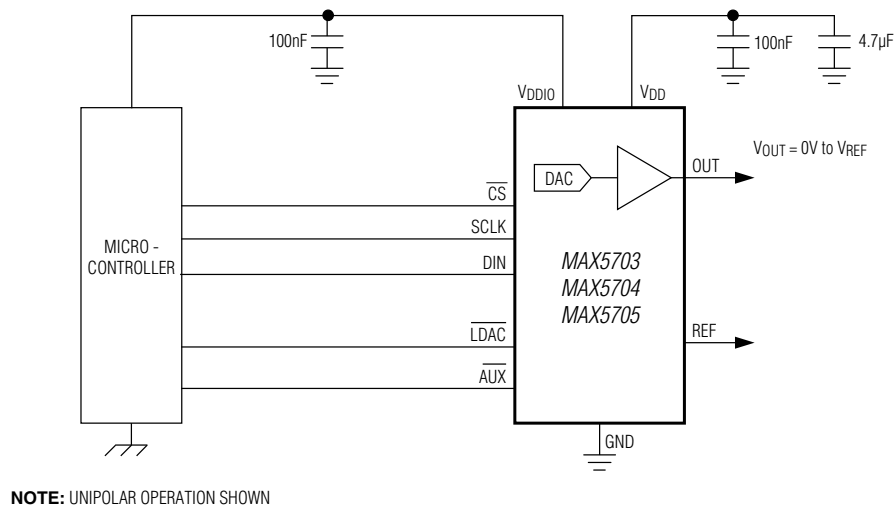 100nF
100nF
4.7µF
VDDIO
VDD
VOUT = 0V to VREF
OUT
DAC
CS
SCLK
MICRO -
CONTROLLER
DIN
MAX5703
MAX5704
MAX5705
LDAC
REF
AUX
GND
NOTE: UNIPOLAR OPERATION SHOWN